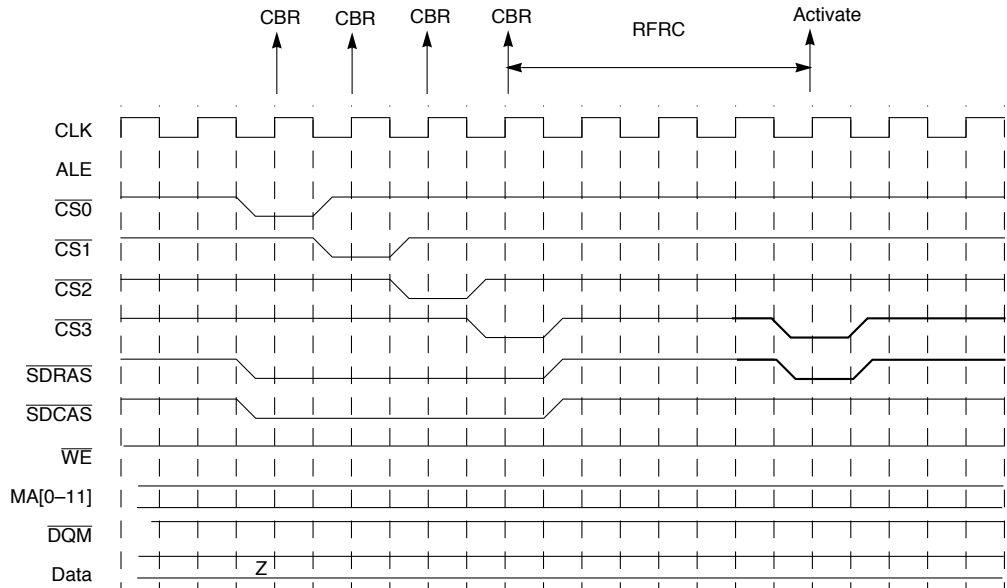 CBR CBR CBR CBR RFRC Activate
CLK
ALE
CS0
CS1
CS2
CS3
SDRAS
SDCAS
WE
MA[0–11]
DQM
Data Z